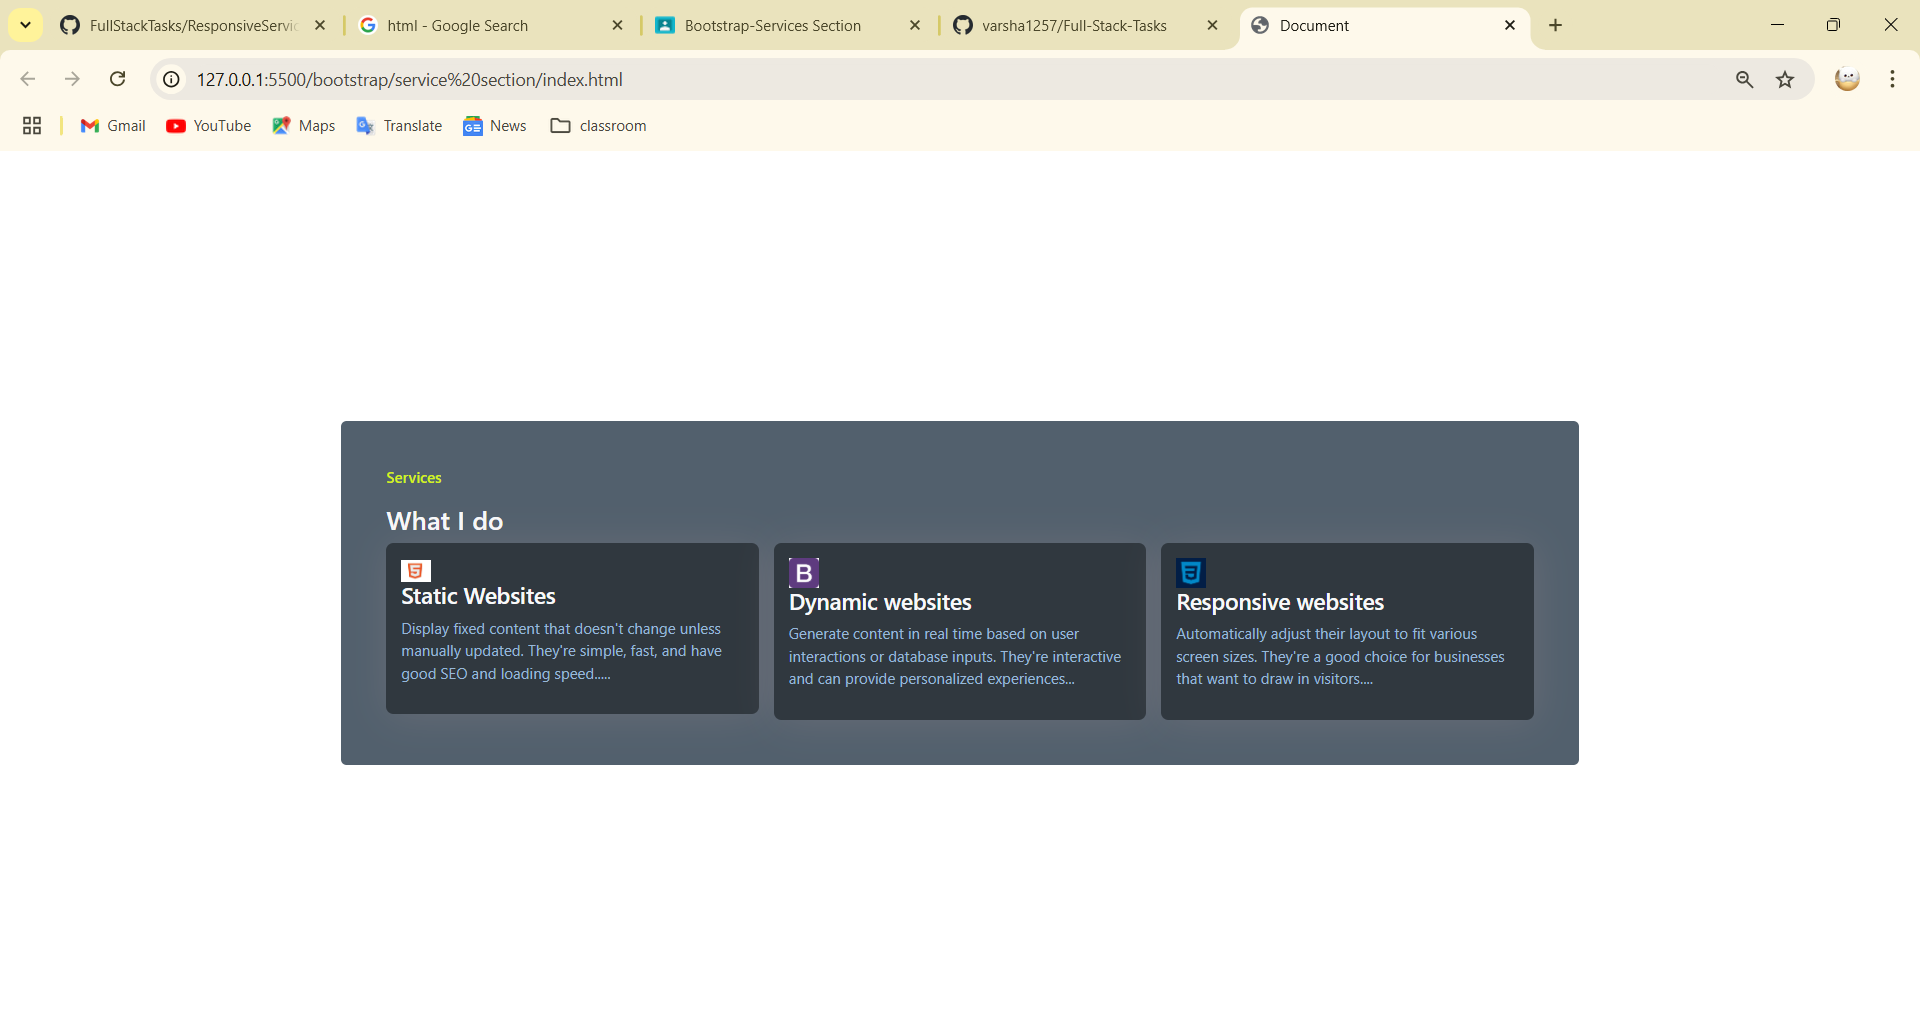 FullStackTasks/ResponsiveServic
html - Google Search
Bootstrap-Services Section
varsha1257/Full-Stack-Tasks
Document
127.0.0.1:5500/bootstrap/service%20section/index.html
Gmail
YouTube
Maps
Translate
News
classroom
Services
What I do
Static Websites
Display fixed content that doesn't change unless
manually updated. They're simple, fast, and have
good SEO and loading speed.....
B
Dynamic websites
Generate content in real time based on user
interactions or database inputs. They're interactive
and can provide personalized experiences...
Responsive websites
Automatically adjust their layout to fit various
screen sizes. They're a good choice for businesses
that want to draw in visitors....